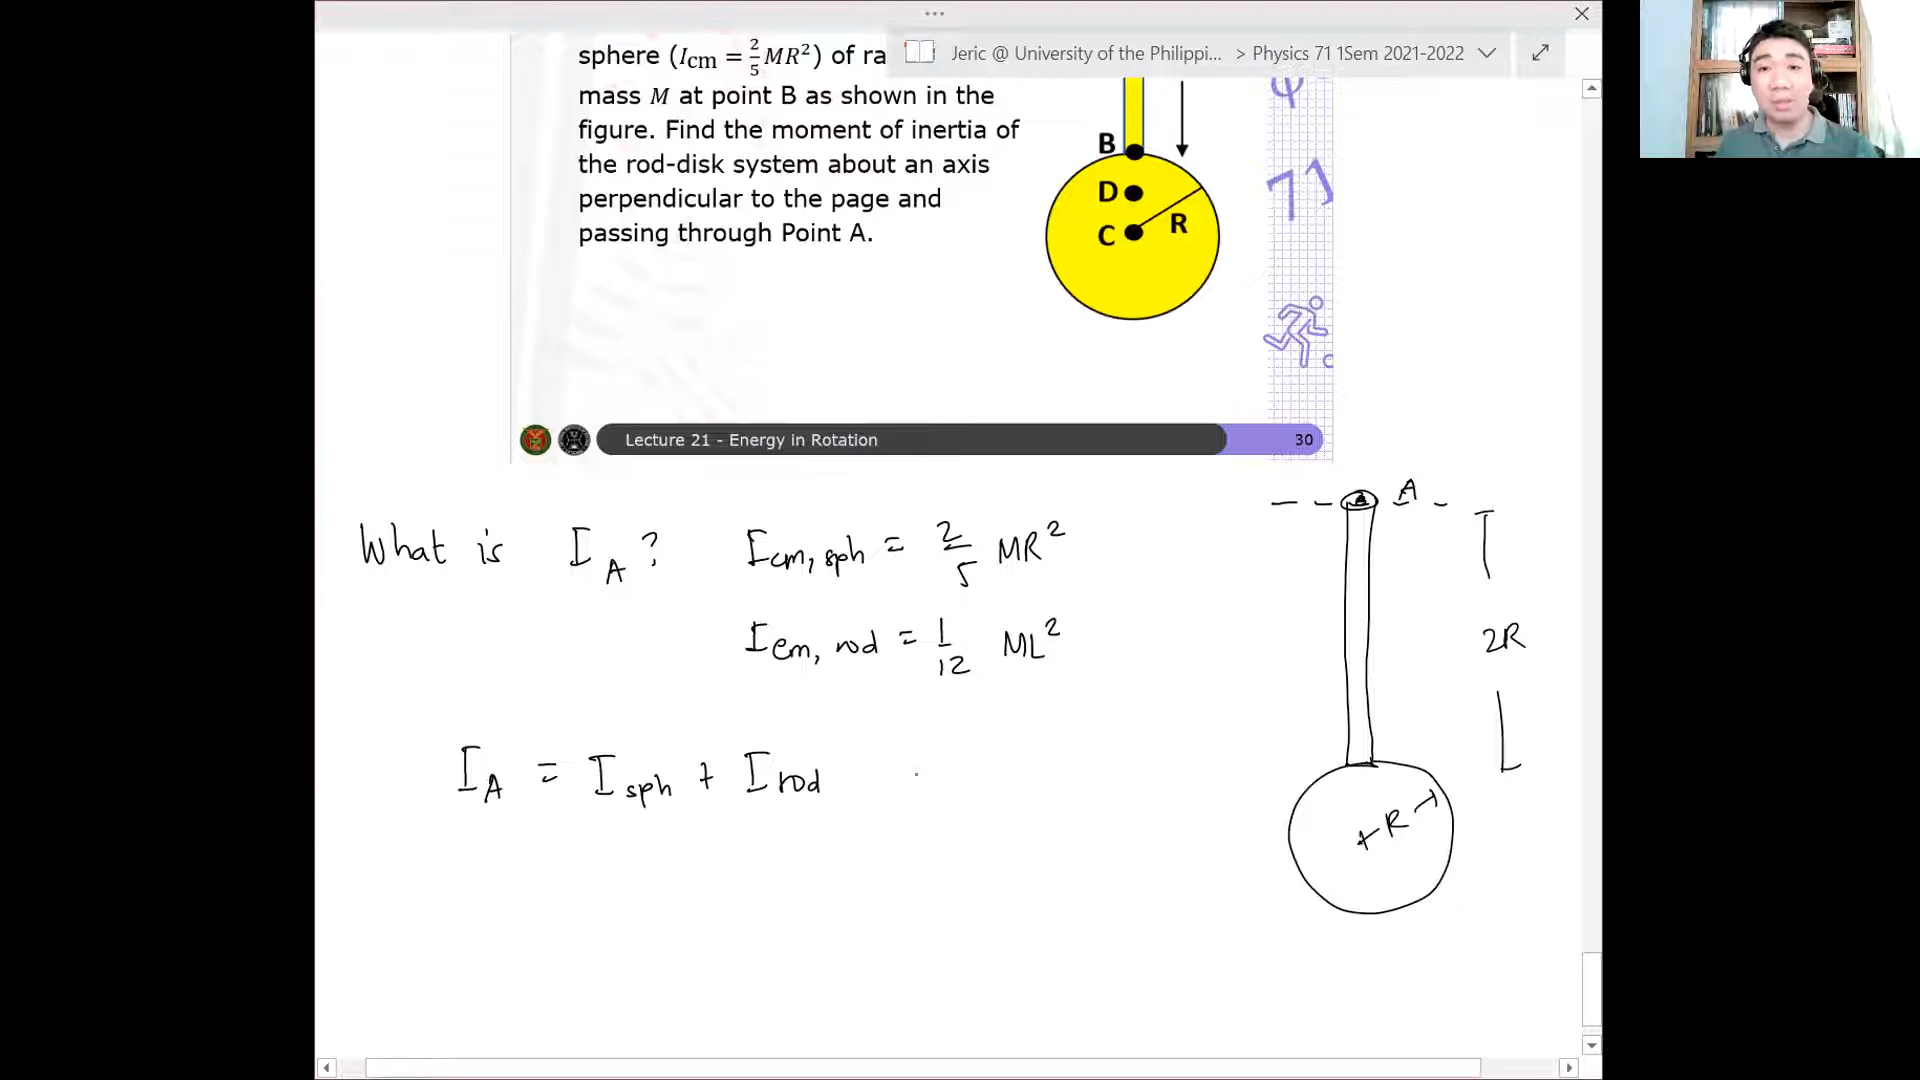 Jeric @ University of the Philippi... > Physics 71 1Sem 2021-2022
sphere (I_cm = 2/5 MR²) of ra
mass M at point B as shown in the
figure. Find the moment of inertia of
the rod-disk system about an axis
perpendicular to the page and
passing through Point A.
B
D
C
R
71
Lecture 21 - Energy in Rotation
30
What is I_A? I_cm, sph = 2/5 MR²
I_cm, rod = 1/12 ML²
I_A = I_sph + I_rod
A
2R
R